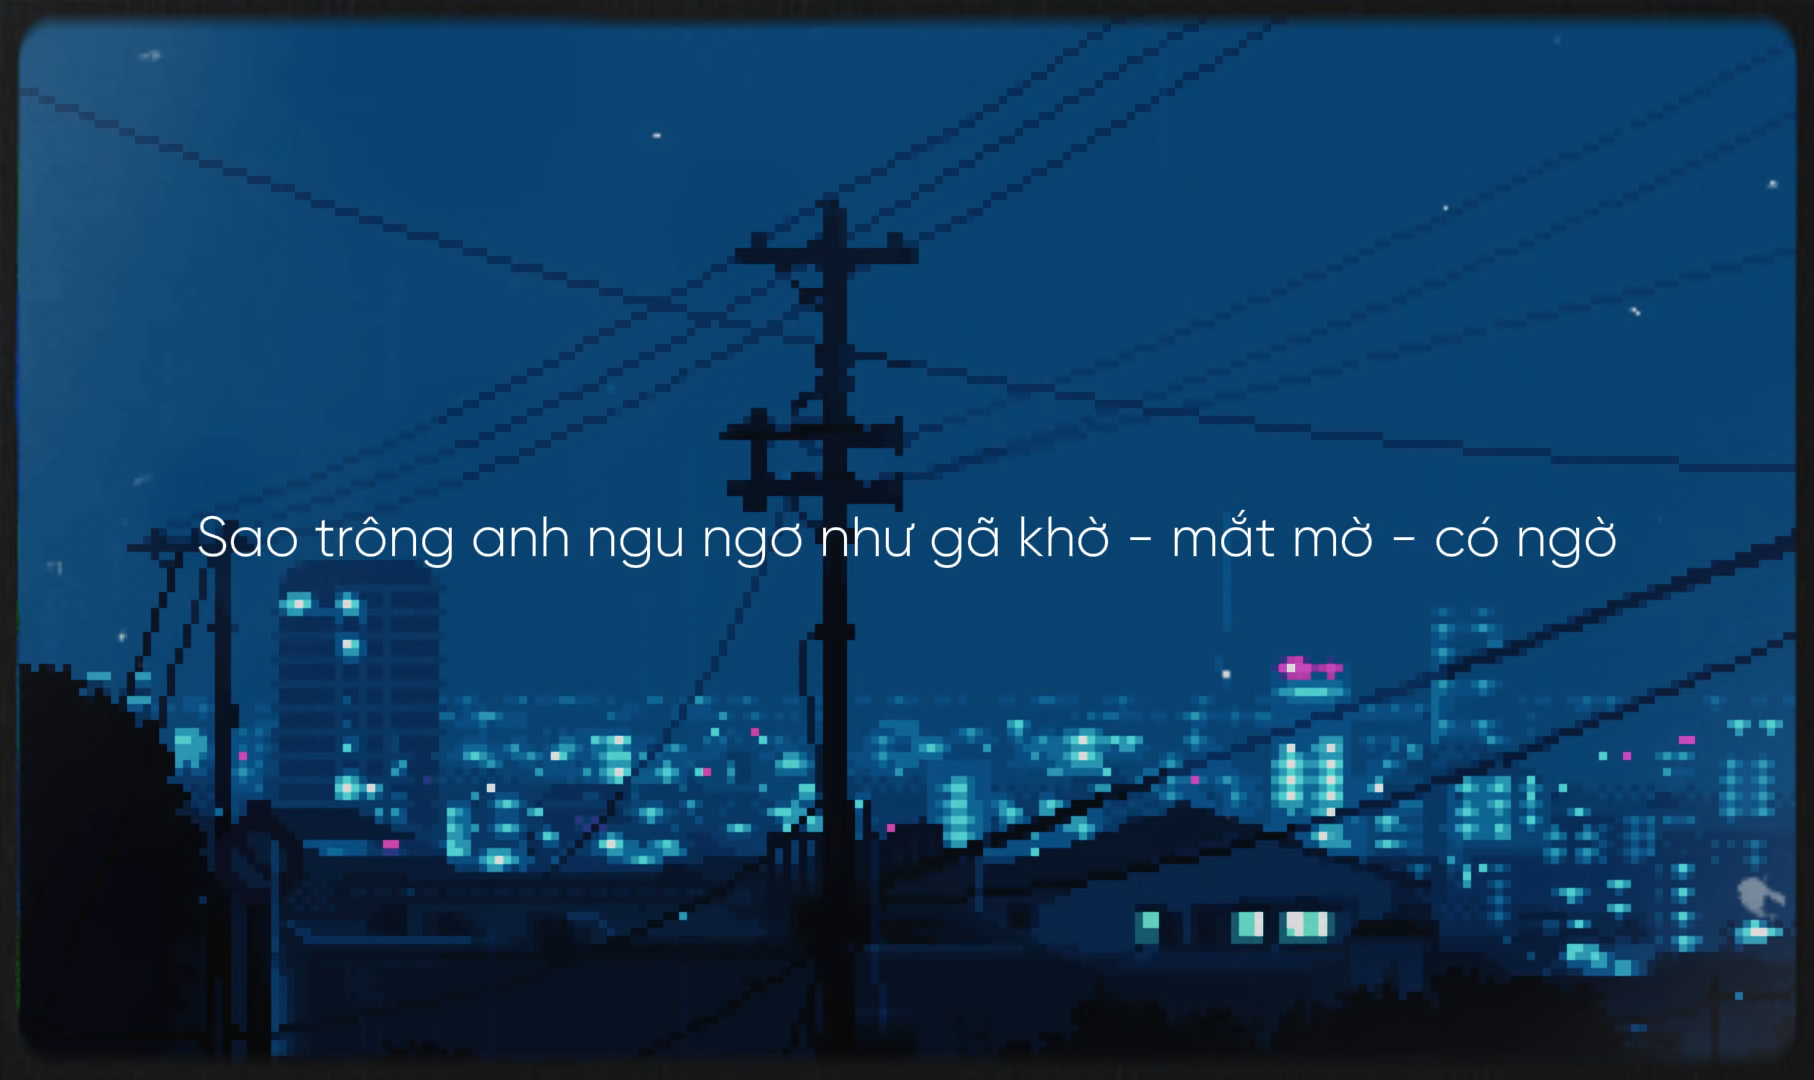 Sao trông anh ngu ngơ như gã khờ - mắt mờ - có ngờ